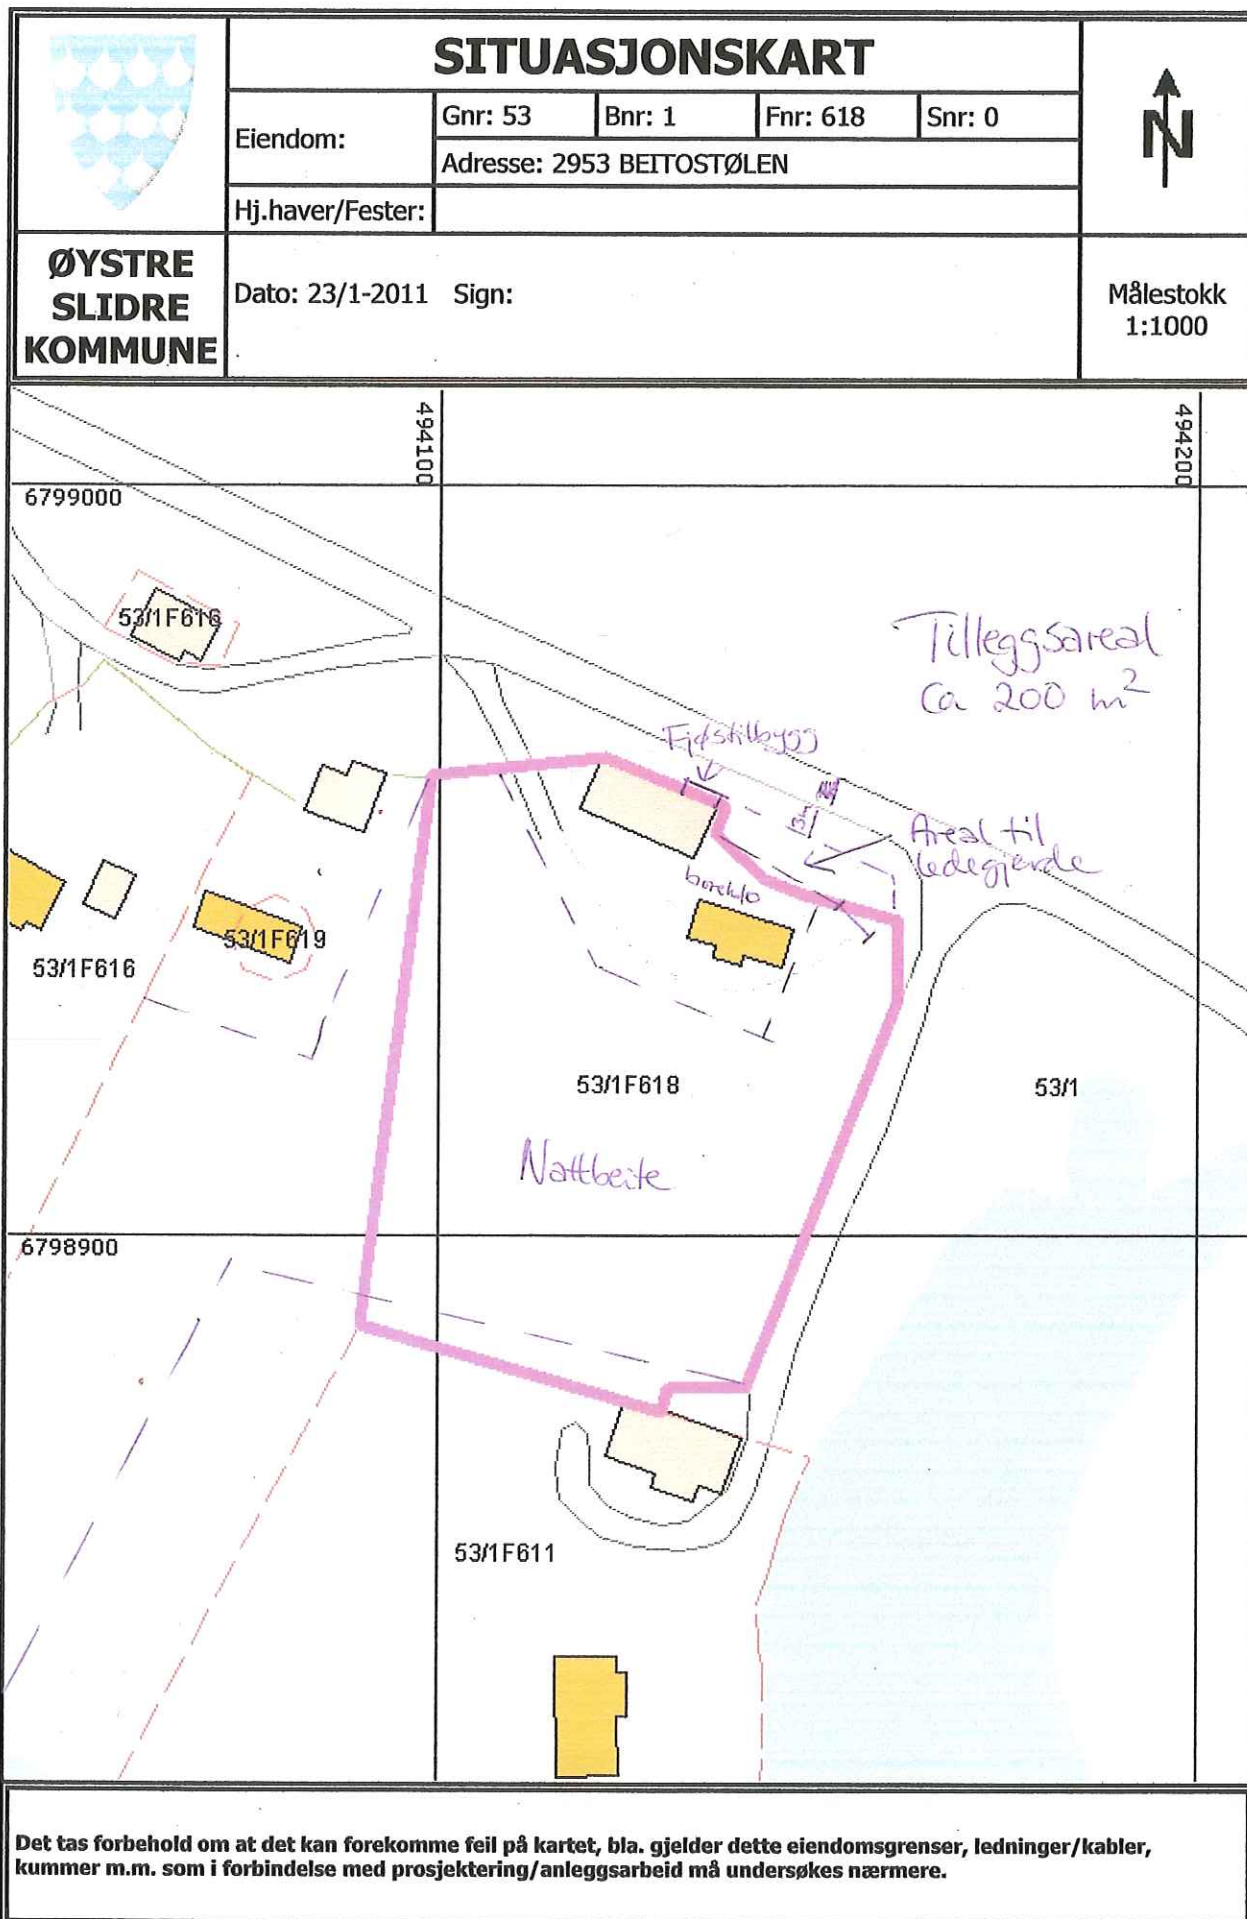 SITUASJONSKART
Eiendom:
Gnr: 53
Bnr: 1
Fnr: 618
Snr: 0
Adresse: 2953 BEITOSTØLEN
Hj.haver/Fester:
N
ØYSTRE
SLIDRE
KOMMUNE
Dato: 23/1-2011 Sign:
Målestokk
1:1000
494100
494200
6799000
53/1F616
Tilleggsareal
Ca 200 m²
Fjøstilbygg
3m
Areal til
ledegjerde
53/1F619
53/1F616
53/1F618
53/1
Nattbeite
6798900
53/1F611
Det tas forbehold om at det kan forekomme feil på kartet, bla. gjelder dette eiendomsgrenser, ledninger/kabler,
kummer m.m. som i forbindelse med prosjektering/anleggsarbeid må undersøkes nærmere.